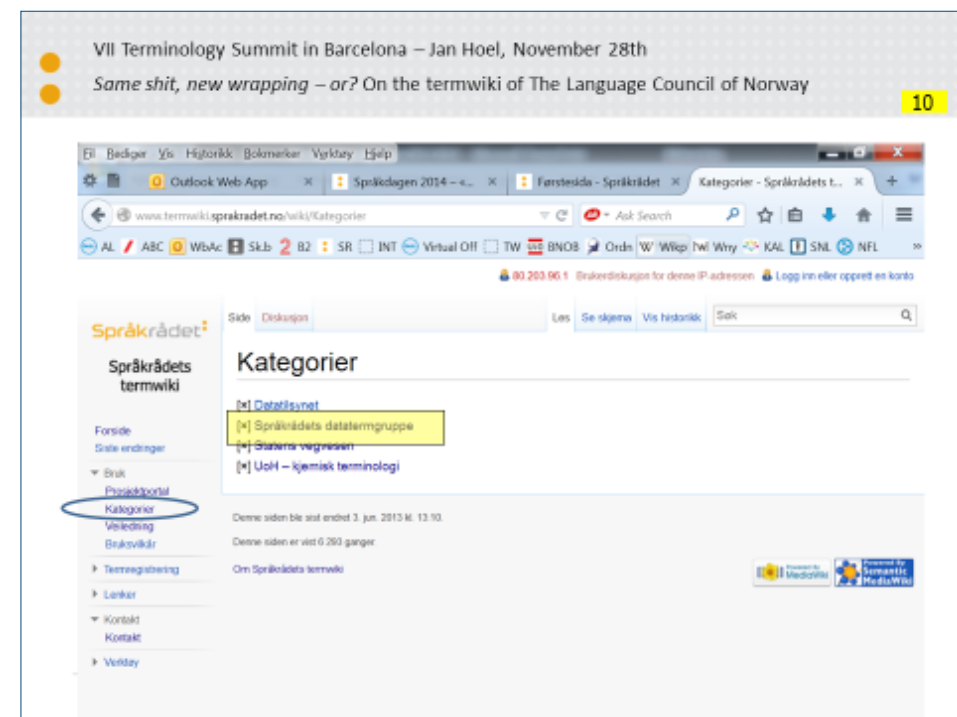 VII Terminology Summit in Barcelona – Jan Hoel, November 28th
Same shit, new wrapping – or? On the termwiki of The Language Council of Norway
10
Fil Rediger Vis Historikk Bokmerker Verktøy Hjelp
Outlook Web App Språkdagen 2014 – «... Førstesida - Språkrådet Kategorier - Språkrådets t...
www.termwiki.sprakradet.no/wiki/Kategorier Ask Search
AL ABC WbAc Sk.b B2 SR INT Virtual Off TW BNOB Ordn Wikp Wny KAL SNL NFL »
80.203.96.1 Brukerdiskusjon for denne IP-adressen Logg inn eller opprett en konto
Side Diskusjon Les Se skjema Vis historikk Søk
Språkrådet
Språkrådets
termwiki
Kategorier
[×] Datatilsynet
[×] Språkrådets datatermgruppe
[×] Statens vegvesen
[×] UoH – kjemisk terminologi
Forside
Siste endringer
Bruk
Prosjektportal
Kategorier
Veiledning
Bruksvilkår
Termregistrering
Lenker
Kontakt
Kontakt
Verktøy
Denne siden ble sist endret 3. jun. 2013 kl. 13.10.
Denne siden er vist 6 293 ganger.
Om Språkrådets termwiki
Powered By
MediaWiki
Powered By
Semantic
MediaWiki